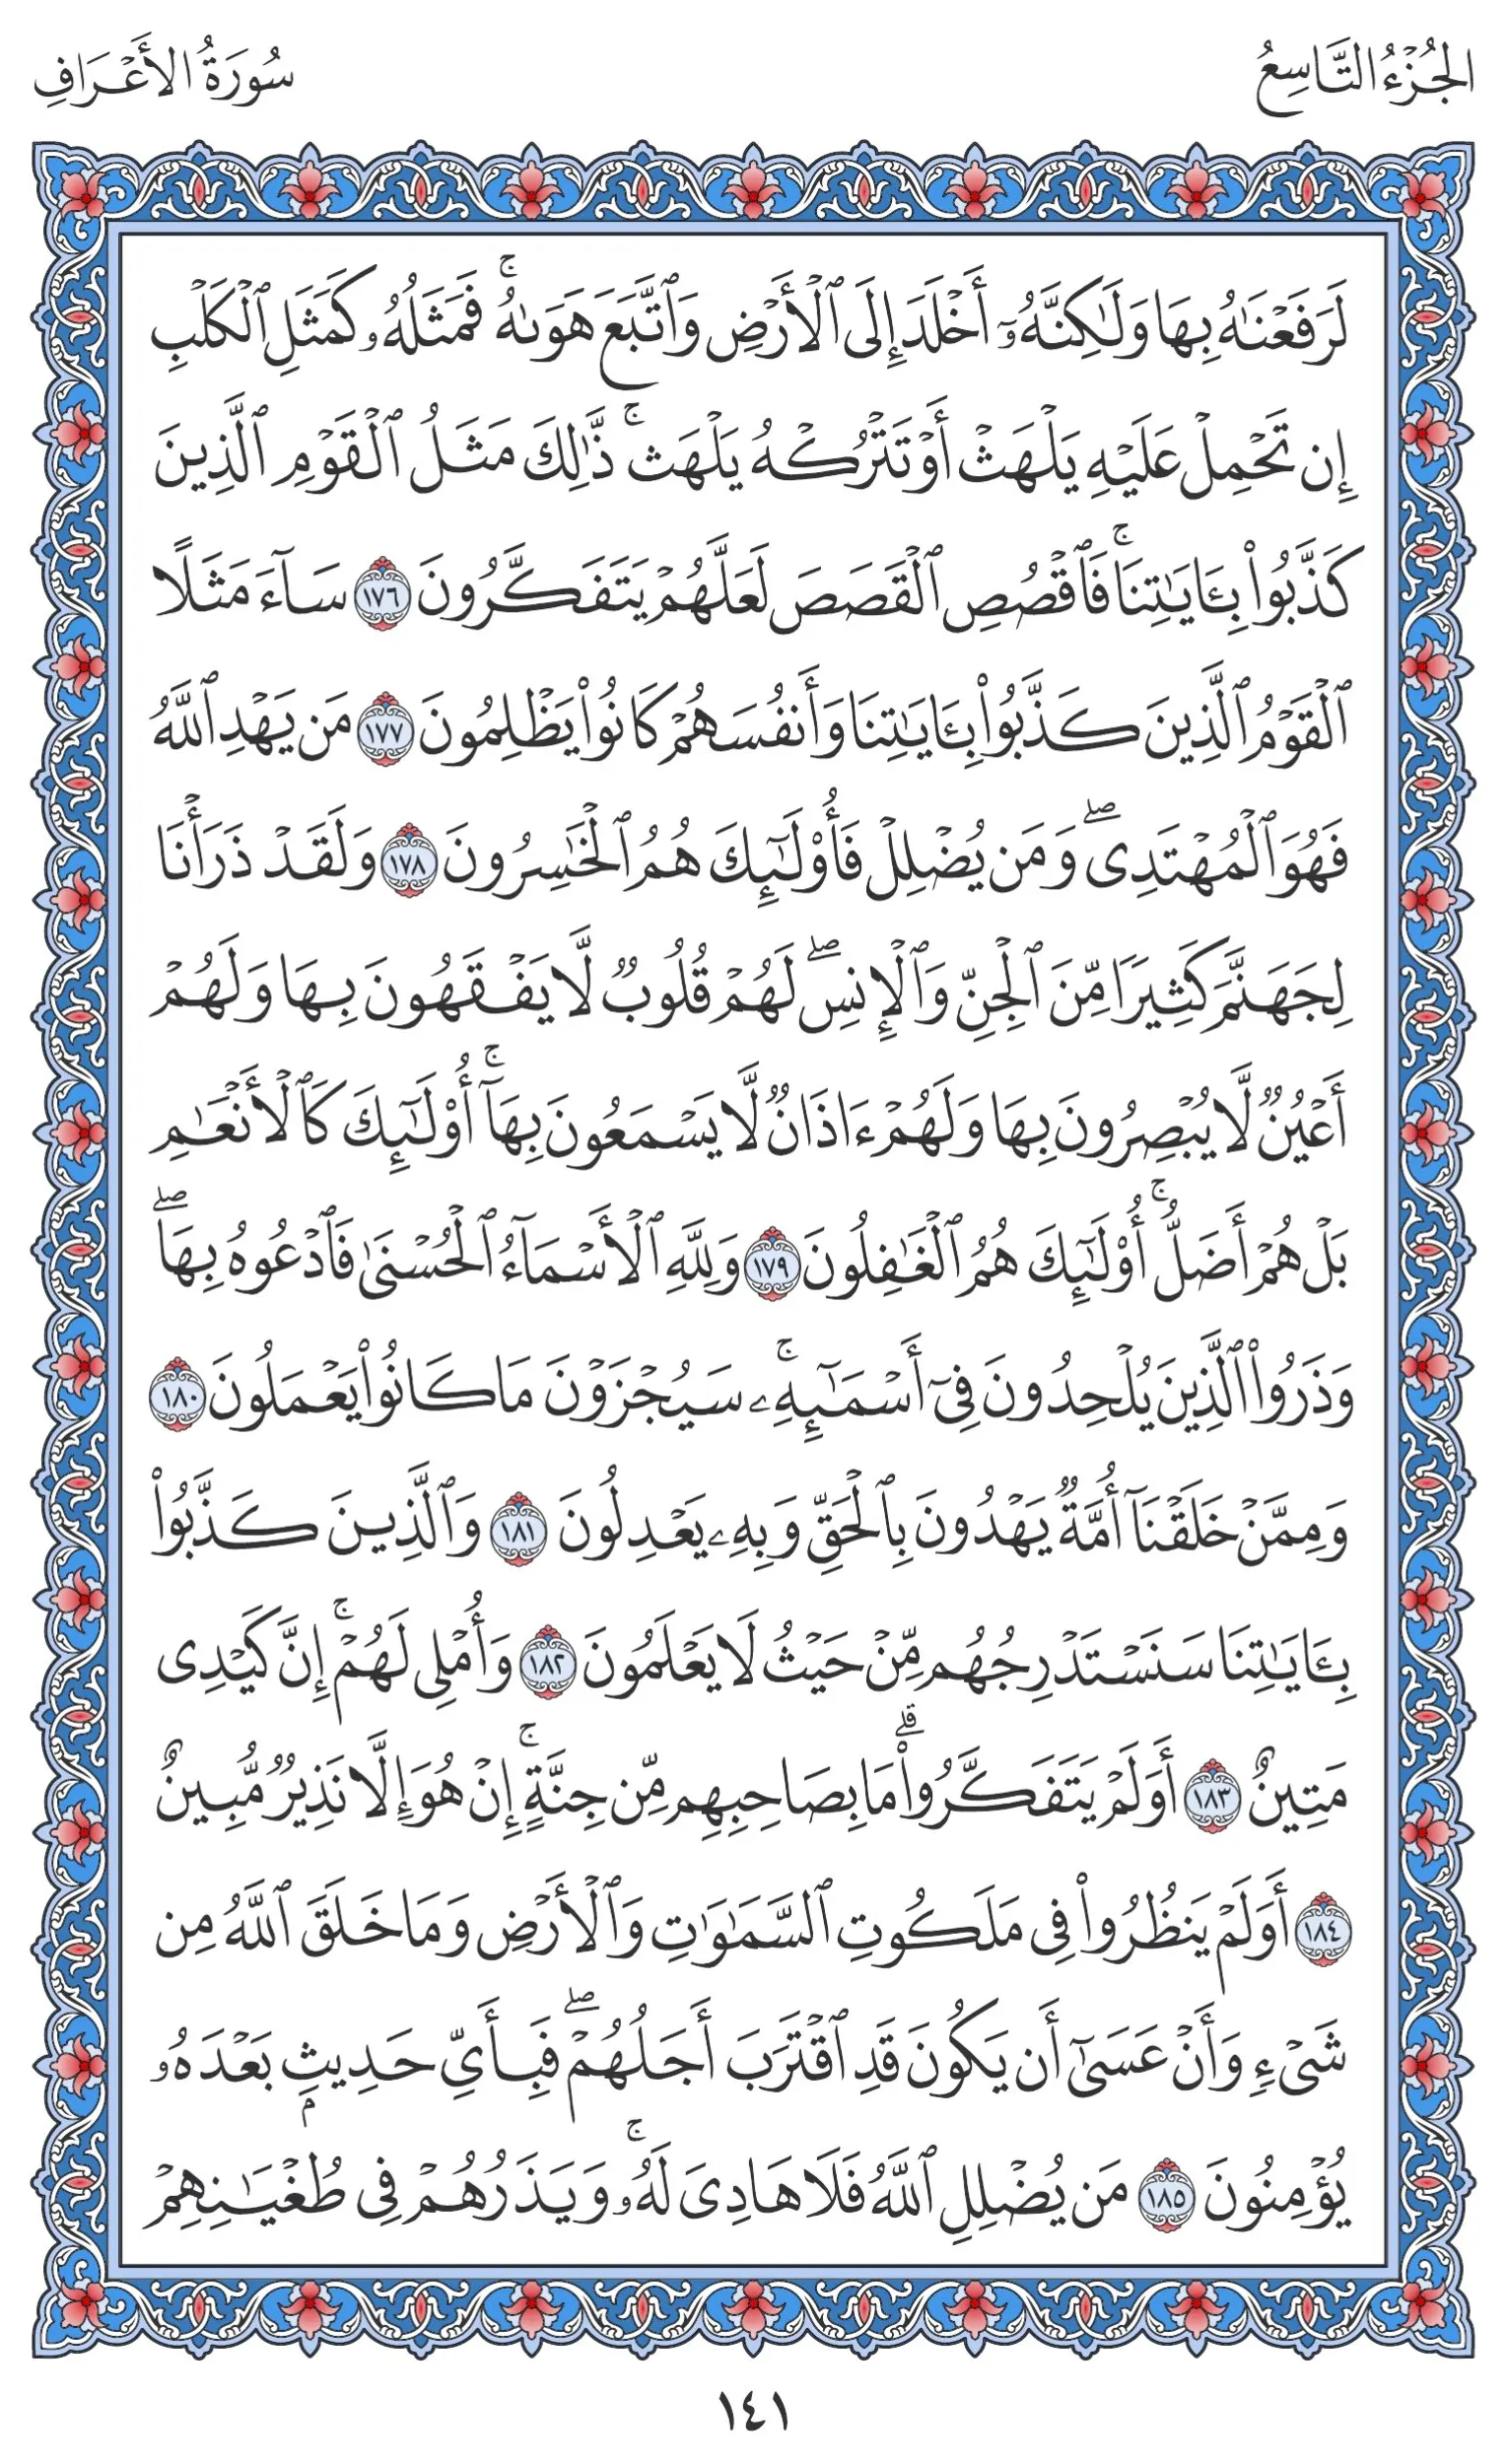 الجُزْءُ التَّاسِعُ
سُورَةُ الأَعْرَافِ
لَرَفَعْنَٰهُ بِهَا وَلَٰكِنَّهُۥٓ أَخْلَدَ إِلَى ٱلْأَرْضِ وَٱتَّبَعَ هَوَىٰهُ ۚ فَمَثَلُهُۥ كَمَثَلِ ٱلْكَلْبِ
إِن تَحْمِلْ عَلَيْهِ يَلْهَثْ أَوْ تَتْرُكْهُ يَلْهَث ۚ ذَّٰلِكَ مَثَلُ ٱلْقَوْمِ ٱلَّذِينَ
كَذَّبُوا۟ بِـَٔايَٰتِنَا ۚ فَٱقْصُصِ ٱلْقَصَصَ لَعَلَّهُمْ يَتَفَكَّرُونَ ١٧٦ سَآءَ مَثَلًا
ٱلْقَوْمُ ٱلَّذِينَ كَذَّبُوا۟ بِـَٔايَٰتِنَا وَأَنفُسَهُمْ كَانُوا۟ يَظْلِمُونَ ١٧٧ مَن يَهْدِ ٱللَّهُ
فَهُوَ ٱلْمُهْتَدِى ۖ وَمَن يُضْلِلْ فَأُو۟لَٰٓئِكَ هُمُ ٱلْخَٰسِرُونَ ١٧٨ وَلَقَدْ ذَرَأْنَا
لِجَهَنَّمَ كَثِيرًا مِّنَ ٱلْجِنِّ وَٱلْإِنسِ ۖ لَهُمْ قُلُوبٌ لَّا يَفْقَهُونَ بِهَا وَلَهُمْ
أَعْيُنٌ لَّا يُبْصِرُونَ بِهَا وَلَهُمْ ءَاذَانٌ لَّا يَسْمَعُونَ بِهَآ ۚ أُو۟لَٰٓئِكَ كَٱلْأَنْعَٰمِ
بَلْ هُمْ أَضَلُّ ۚ أُو۟لَٰٓئِكَ هُمُ ٱلْغَٰفِلُونَ ١٧٩ وَلِلَّهِ ٱلْأَسْمَآءُ ٱلْحُسْنَىٰ فَٱدْعُوهُ بِهَا ۖ
وَذَرُوا۟ ٱلَّذِينَ يُلْحِدُونَ فِىٓ أَسْمَٰٓئِهِۦ ۚ سَيُجْزَوْنَ مَا كَانُوا۟ يَعْمَلُونَ ١٨٠
وَمِمَّنْ خَلَقْنَآ أُمَّةٌ يَهْدُونَ بِٱلْحَقِّ وَبِهِۦ يَعْدِلُونَ ١٨١ وَٱلَّذِينَ كَذَّبُوا۟
بِـَٔايَٰتِنَا سَنَسْتَدْرِجُهُم مِّنْ حَيْثُ لَا يَعْلَمُونَ ١٨٢ وَأُمْلِى لَهُمْ ۚ إِنَّ كَيْدِى
مَتِينٌ ١٨٣ أَوَلَمْ يَتَفَكَّرُوا۟ ۗ مَا بِصَاحِبِهِم مِّن جِنَّةٍ ۚ إِنْ هُوَ إِلَّا نَذِيرٌ مُّبِينٌ
١٨٤ أَوَلَمْ يَنظُرُوا۟ فِى مَلَكُوتِ ٱلسَّمَٰوَٰتِ وَٱلْأَرْضِ وَمَا خَلَقَ ٱللَّهُ مِن
شَىْءٍ وَأَنْ عَسَىٰٓ أَن يَكُونَ قَدِ ٱقْتَرَبَ أَجَلُهُمْ ۖ فَبِأَىِّ حَدِيثٍۭ بَعْدَهُۥ
يُؤْمِنُونَ ١٨٥ مَن يُضْلِلِ ٱللَّهُ فَلَا هَادِىَ لَهُۥ ۚ وَيَذَرُهُمْ فِى طُغْيَٰنِهِمْ
١٤١